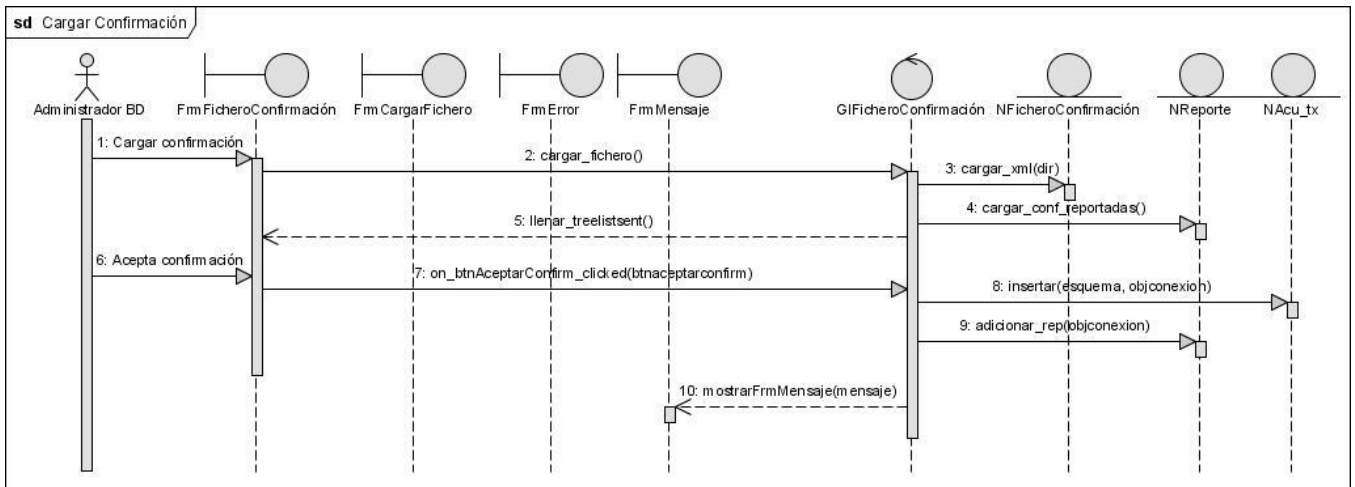 sd Cargar Confirmación
Administrador BD
FrmFicheroConfirmación
FrmCargarFichero
FrmError
FrmMensaje
GIFicheroConfirmación
NFicheroConfirmación
NReporte
NAcu_tx
1: Cargar confirmación
2: cargar_fichero()
3: cargar_xml(dir)
4: cargar_conf_reportadas()
5: llenar_treelistsent()
6: Acepta confirmación
7: on_btnAceptarConfirm_clicked(btnaceptarconfirm)
8: insertar(esquema, objconexion)
9: adicionar_rep(objconexion)
10: mostrarFrmMensaje(mensaje)